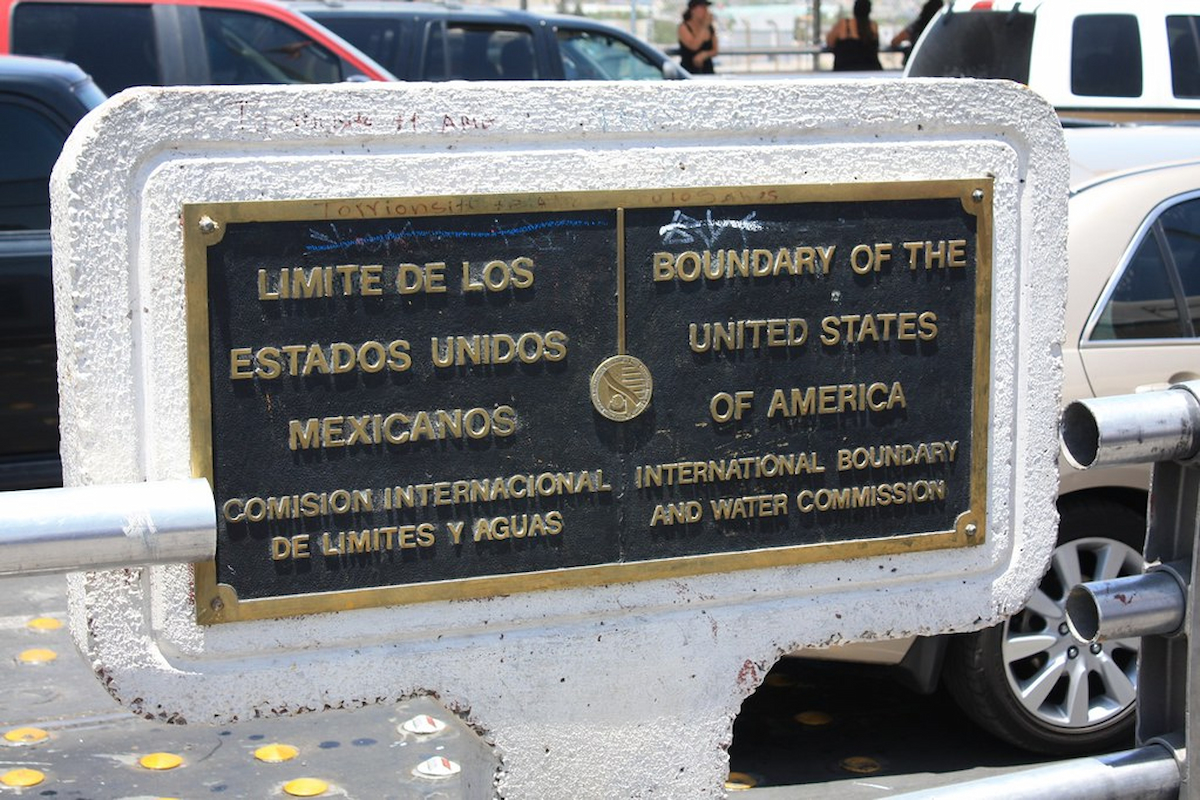 LIMITE DE LOS
ESTADOS UNIDOS
MEXICANOS
COMISION INTERNACIONAL
DE LIMITES Y AGUAS
BOUNDARY OF THE
UNITED STATES
OF AMERICA
INTERNATIONAL BOUNDARY
AND WATER COMMISSION